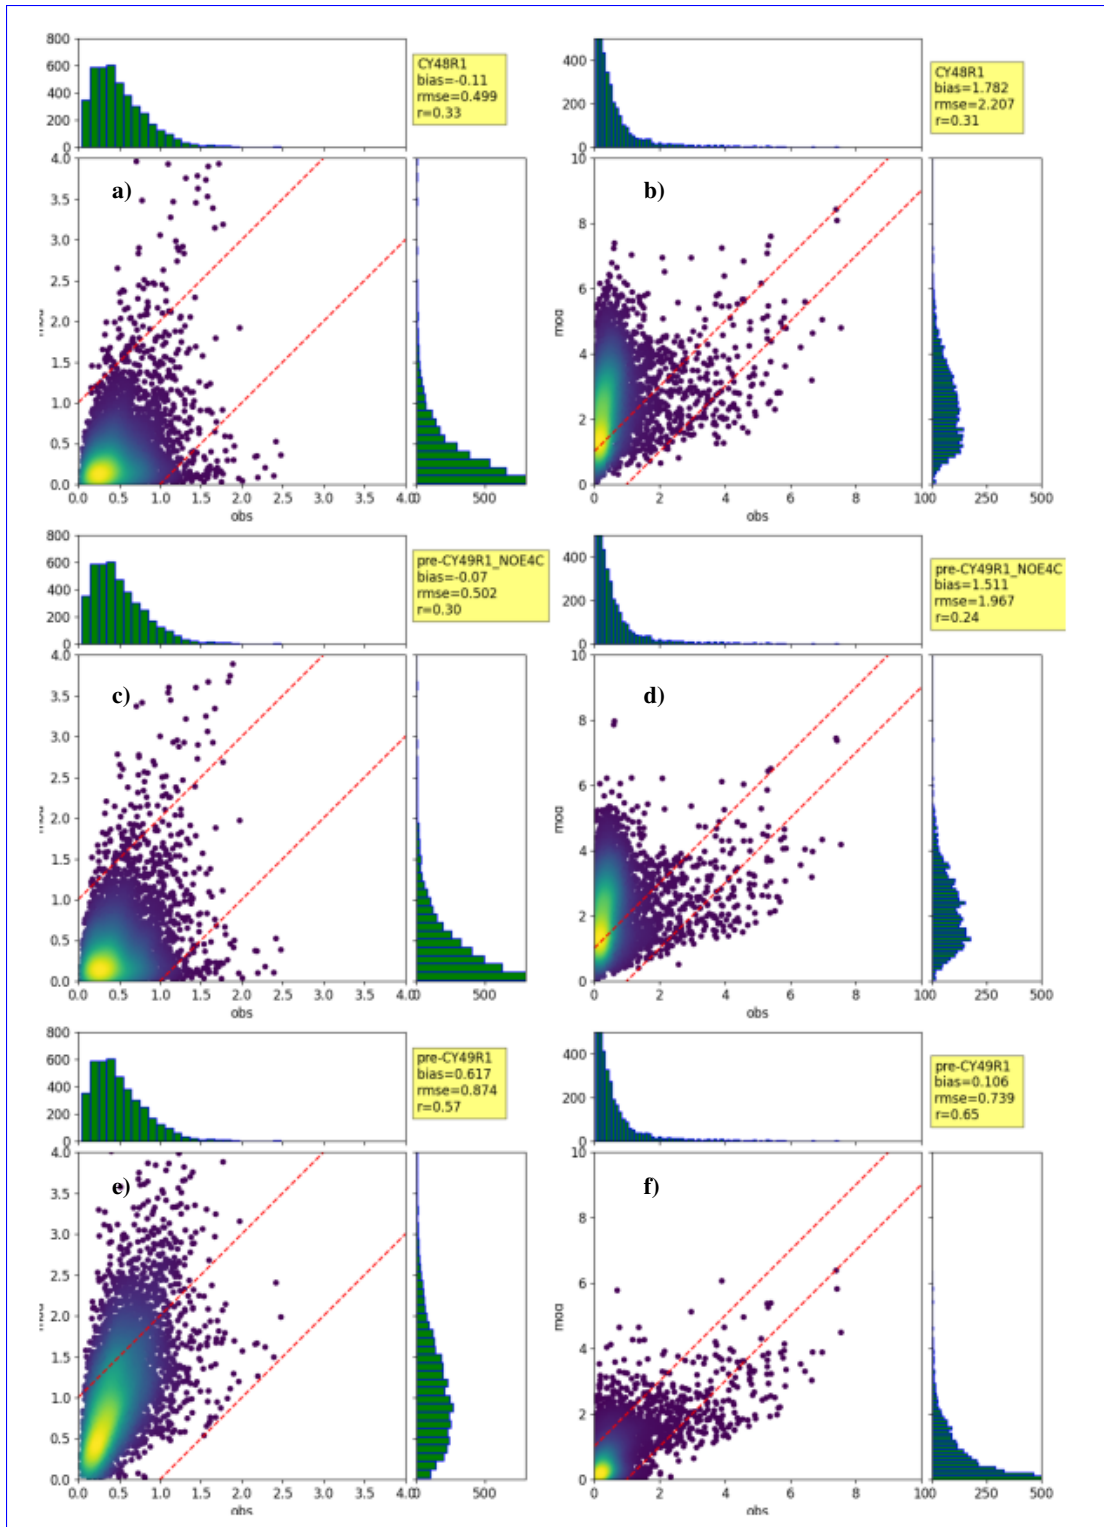 800
600
400
200
0
CY48R1
bias=-0.11
rmse=0.499
r=0.33
400
200
0
CY48R1
bias=1.782
rmse=2.207
r=0.31
4.0
3.5
3.0
2.5
2.0
1.5
1.0
0.5
0.0
a)
0.0 0.5 1.0 1.5 2.0 2.5 3.0 3.5 4.0
obs
0 500
10
8
6
4
2
0
mod
b)
0 2 4 6 8 10
obs
0 250 500
800
600
400
200
0
pre-CY49R1_NOE4C
bias=-0.07
rmse=0.502
r=0.30
400
200
0
pre-CY49R1_NOE4C
bias=1.511
rmse=1.967
r=0.24
4.0
3.5
3.0
2.5
2.0
1.5
1.0
0.5
0.0
c)
0.0 0.5 1.0 1.5 2.0 2.5 3.0 3.5 4.0
obs
0 500
10
8
6
4
2
0
mod
d)
0 2 4 6 8 10
obs
0 250 500
800
600
400
200
0
pre-CY49R1
bias=0.617
rmse=0.874
r=0.57
400
200
0
pre-CY49R1
bias=0.106
rmse=0.739
r=0.65
4.0
3.5
3.0
2.5
2.0
1.5
1.0
0.5
0.0
e)
0.0 0.5 1.0 1.5 2.0 2.5 3.0 3.5 4.0
obs
0 500
10
8
6
4
2
0
mod
f)
0 2 4 6 8 10
obs
0 250 500